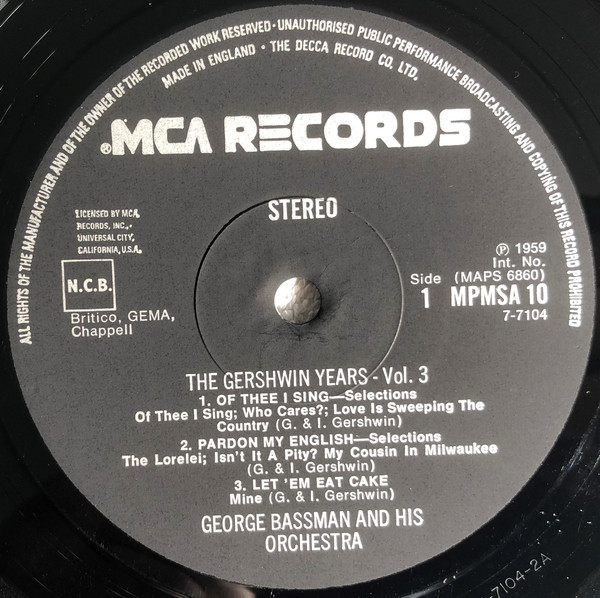 ALL RIGHTS OF THE MANUFACTURER AND OF THE OWNER OF THE RECORDED WORK RESERVED • UNAUTHORISED PUBLIC PERFORMANCE BROADCASTING AND COPYING OF THIS RECORD PROHIBITED
MADE IN ENGLAND • THE DECCA RECORD CO. LTD.
®MCA RECORDS
STEREO
LICENSED BY MCA
RECORDS, INC.,
UNIVERSAL CITY,
CALIFORNIA, U.S.A.
N.C.B.
Britico, GEMA,
Chappell
Ⓟ 1959
Int. No.
Side (MAPS 6860)
1 MPMSA 10
7-7104
THE GERSHWIN YEARS - Vol. 3
1. OF THEE I SING—Selections
Of Thee I Sing; Who Cares?; Love Is Sweeping The
Country (G. & I. Gershwin)
2. PARDON MY ENGLISH—Selections
The Lorelei; Isn't It A Pity? My Cousin In Milwaukee
(G. & I. Gershwin)
3. LET 'EM EAT CAKE
Mine (G. & I. Gershwin)
GEORGE BASSMAN AND HIS
ORCHESTRA
-7104-2A